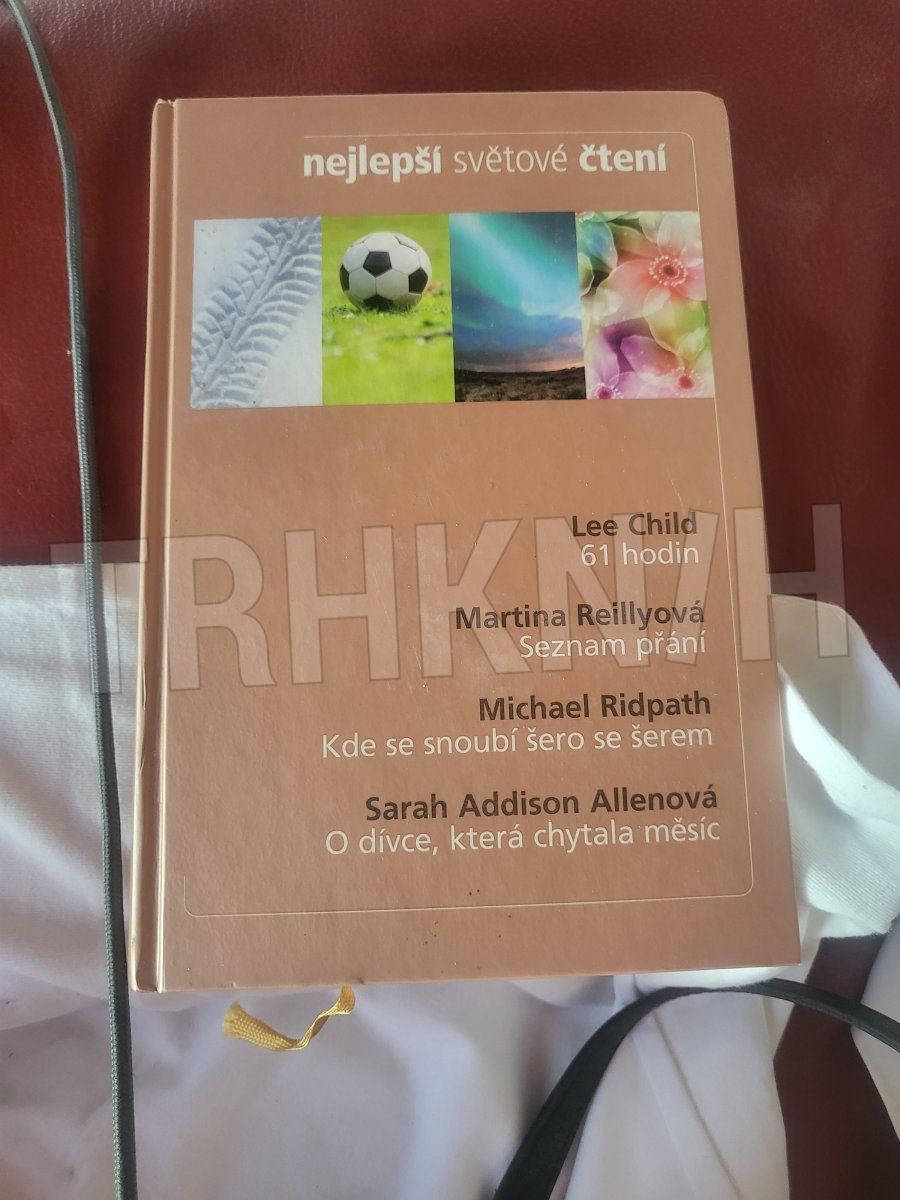 nejlepší světové čtení
Lee Child
61 hodin
Martina Reillyová
Seznam přání
Michael Ridpath
Kde se snoubí šero se šerem
Sarah Addison Allenová
O dívce, která chytala měsíc
TRHKNIH